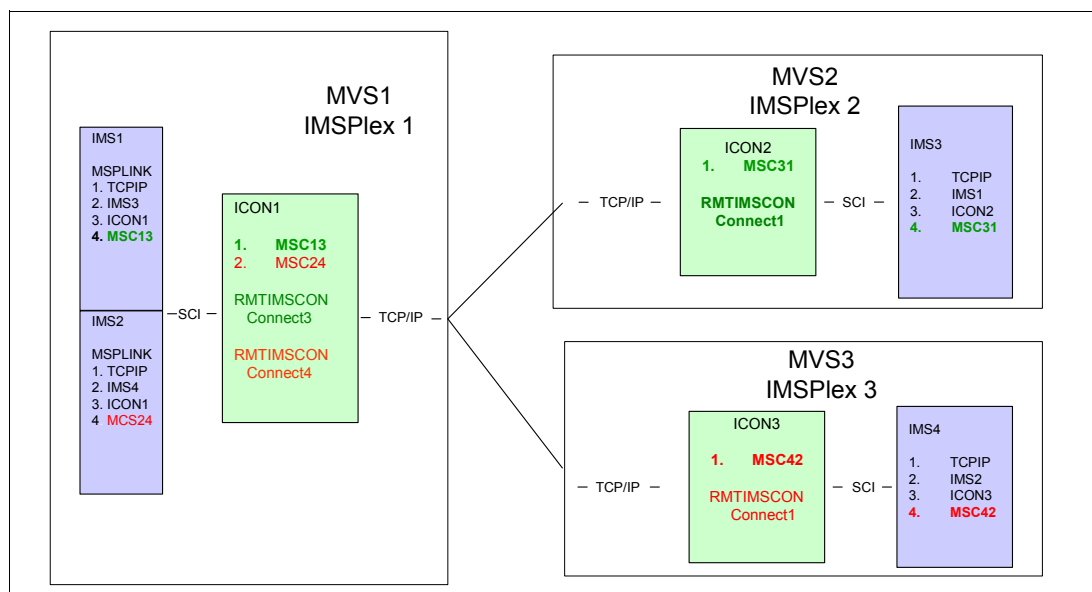 MVS1
IMSPlex 1
IMS1
MSPLINK
1. TCPIP
2. IMS3
3. ICON1
4. MSC13
IMS2
MSPLINK
1. TCPIP
2. IMS4
3. ICON1
4 MCS24
SCI
ICON1
1. MSC13
2. MSC24
RMTIMSCON
Connect3
RMTIMSCON
Connect4
TCP/IP
MVS2
IMSPlex 2
TCP/IP
ICON2
1. MSC31
RMTIMSCON
Connect1
SCI
IMS3
1. TCPIP
2. IMS1
3. ICON2
4. MSC31
MVS3
IMSPlex 3
TCP/IP
ICON3
1. MSC42
RMTIMSCON
Connect1
SCI
IMS4
1. TCPIP
2. IMS2
3. ICON3
4. MSC42